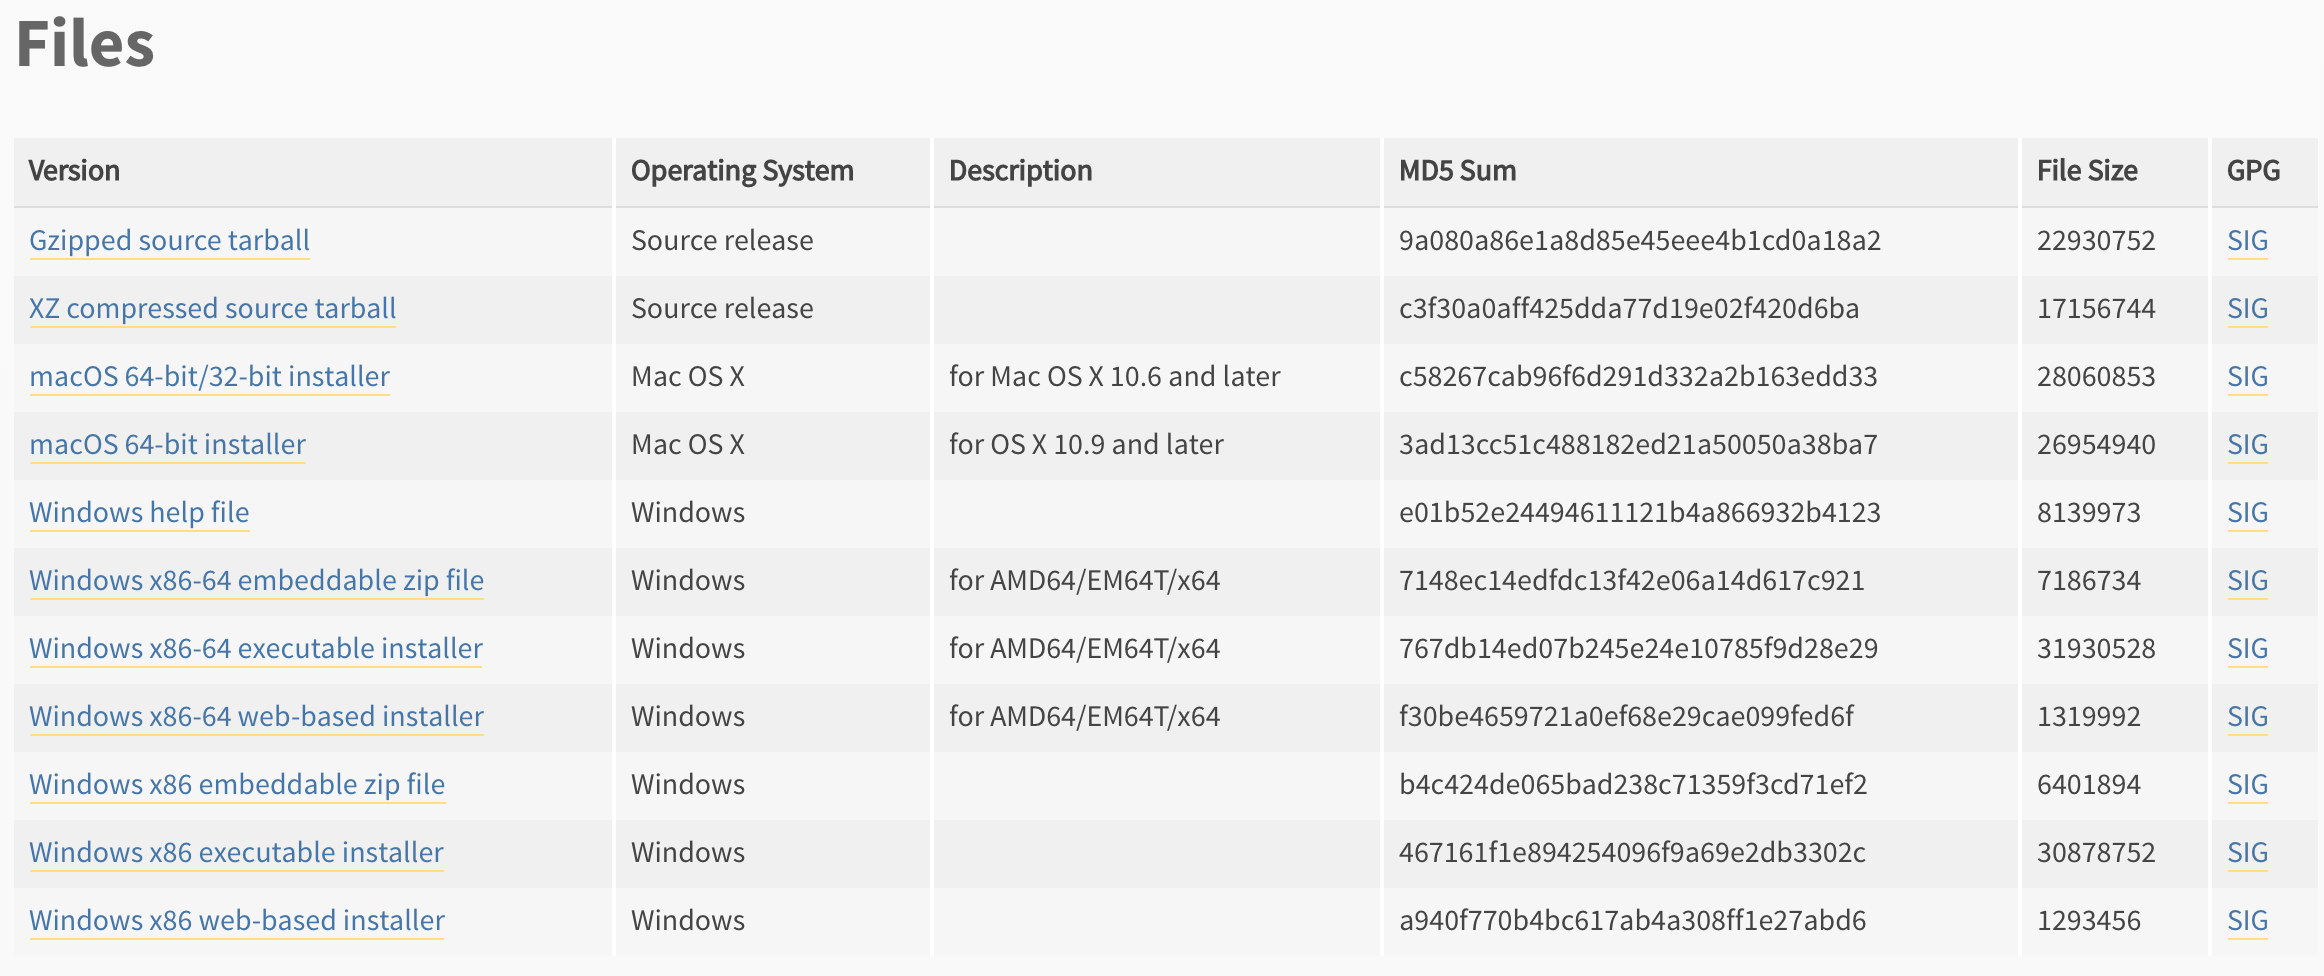 Files
Version Operating System Description MD5 Sum File Size GPG
Gzipped source tarball Source release 9a080a86e1a8d85e45eee4b1cd0a18a2 22930752 SIG
XZ compressed source tarball Source release c3f30a0aff425dda77d19e02f420d6ba 17156744 SIG
macOS 64-bit/32-bit installer Mac OS X for Mac OS X 10.6 and later c58267cab96f6d291d332a2b163edd33 28060853 SIG
macOS 64-bit installer Mac OS X for OS X 10.9 and later 3ad13cc51c488182ed21a50050a38ba7 26954940 SIG
Windows help file Windows e01b52e24494611121b4a866932b4123 8139973 SIG
Windows x86-64 embeddable zip file Windows for AMD64/EM64T/x64 7148ec14edfdc13f42e06a14d617c921 7186734 SIG
Windows x86-64 executable installer Windows for AMD64/EM64T/x64 767db14ed07b245e24e10785f9d28e29 31930528 SIG
Windows x86-64 web-based installer Windows for AMD64/EM64T/x64 f30be4659721a0ef68e29cae099fed6f 1319992 SIG
Windows x86 embeddable zip file Windows b4c424de065bad238c71359f3cd71ef2 6401894 SIG
Windows x86 executable installer Windows 467161f1e894254096f9a69e2db3302c 30878752 SIG
Windows x86 web-based installer Windows a940f770b4bc617ab4a308ff1e27abd6 1293456 SIG